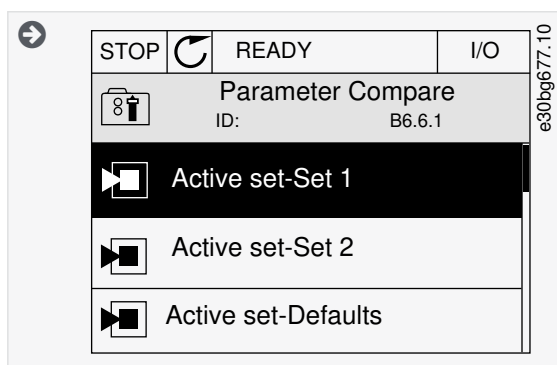 STOP READY I/O
Parameter Compare
ID: B6.6.1
Active set-Set 1
Active set-Set 2
Active set-Defaults
e30bg677.10